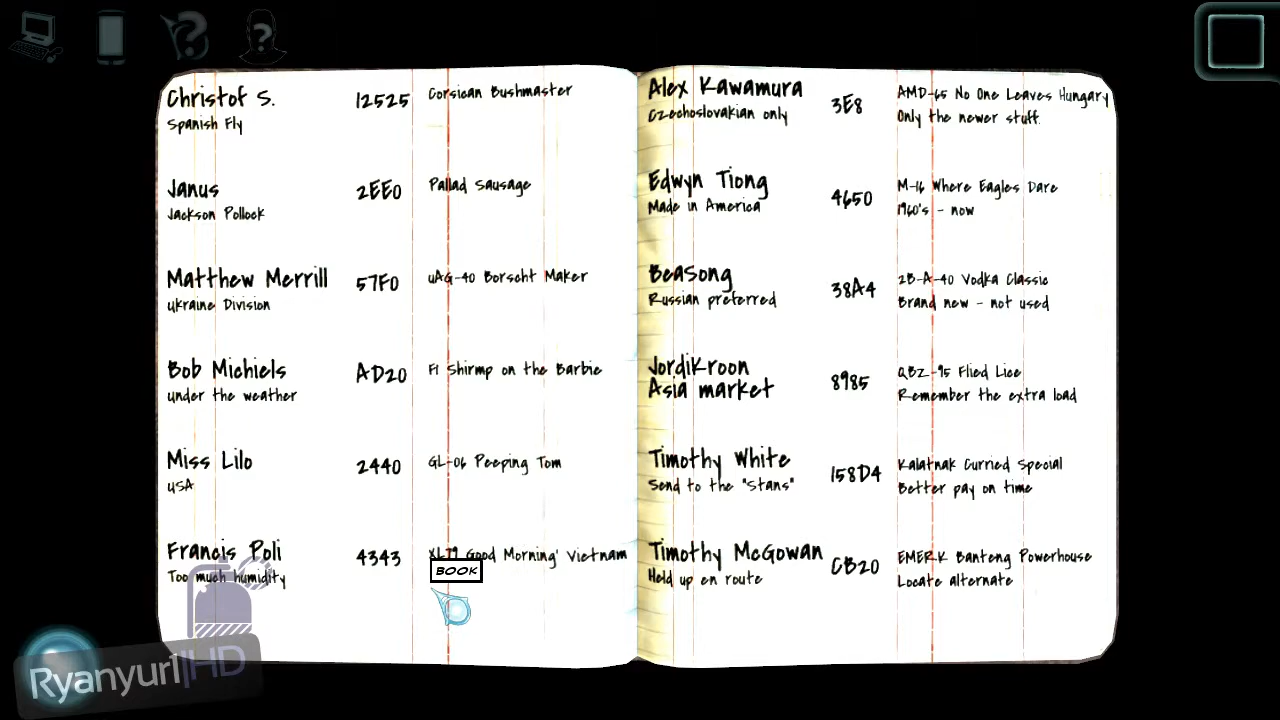 Christof S. 12525 Corsican Bushmaster
Spanish Fly
Janus 2EE0 Pallad Sausage
Jackson Pollock
Matthew Merrill 57F0 UAG-40 Borscht Maker
Ukraine Division
Bob Michiels AD20 F1 Shirmp on the Barbie
under the weather
Miss Lilo 2440 GL-06 Peeping Tom
USA
Francis Poli 4343 XL79 Good Morning' Vietnam
Too much humidity
BOOK
Alex Kawamura 3E8 AMD-65 No One Leaves Hungary
Czechoslovakian only Only the newer stuff.
Edwyn Tiong 4650 M-16 Where Eagles Dare
Made in America 1960's - now
BeaSong 38A4 2B-A-40 Vodka Classic
Russian preferred Brand new - not used
JordiKroon 8985 QBZ-95 Flied Lice
Asia market Remember the extra load
Timothy White 158D4 Kalatnak Curried Special
Send to the "Stans" Better pay on time
Timothy McGowan CB20 EMERK Banteng Powerhouse
Held up en route Locate alternate
Ryanyurl|HD